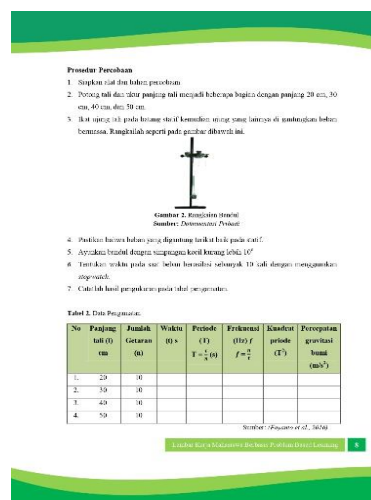 Prosedur Percobaan
1. Siapkan alat dan bahan percobaan
2. Potong tali dan ukur panjang tali menjadi beberapa bagian dengan panjang 20 cm, 30
cm, 40 cm, dan 50 cm.
3. Ikat ujung tali pada batang statif kemudian ujung yang lainnya di gantungkan beban
bermassa. Rangkailah seperti pada gambar dibawah ini.
Gambar 2. Rangkaian Bandul
Sumber: Dokumentasi Pribadi
4. Pastikan bahwa beban yang digantung terikat baik pada statif.
5. Ayunkan bandul dengan simpangan kecil kurang lebih 10°
6. Tentukan waktu pada saat beban berosilasi sebanyak 10 kali dengan menggunakan
stopwatch.
7. Catatlah hasil pengukuran pada tabel pengamatan.
Tabel 2. Data Pengamatan
No Panjang tali (l) cm Jumlah Getaran (n) Waktu (t) s Periode (T) T = t/n (s) Frekuensi (Hz) f f = n/t Kuadrat priode (T²) Percepatan gravitasi bumi (m/s²)
1. 20 10
2. 30 10
3. 40 10
4. 50 10
Sumber: et al., 
Lembar Kerja Mahasiswa Berbasis Problem Based Learning 8